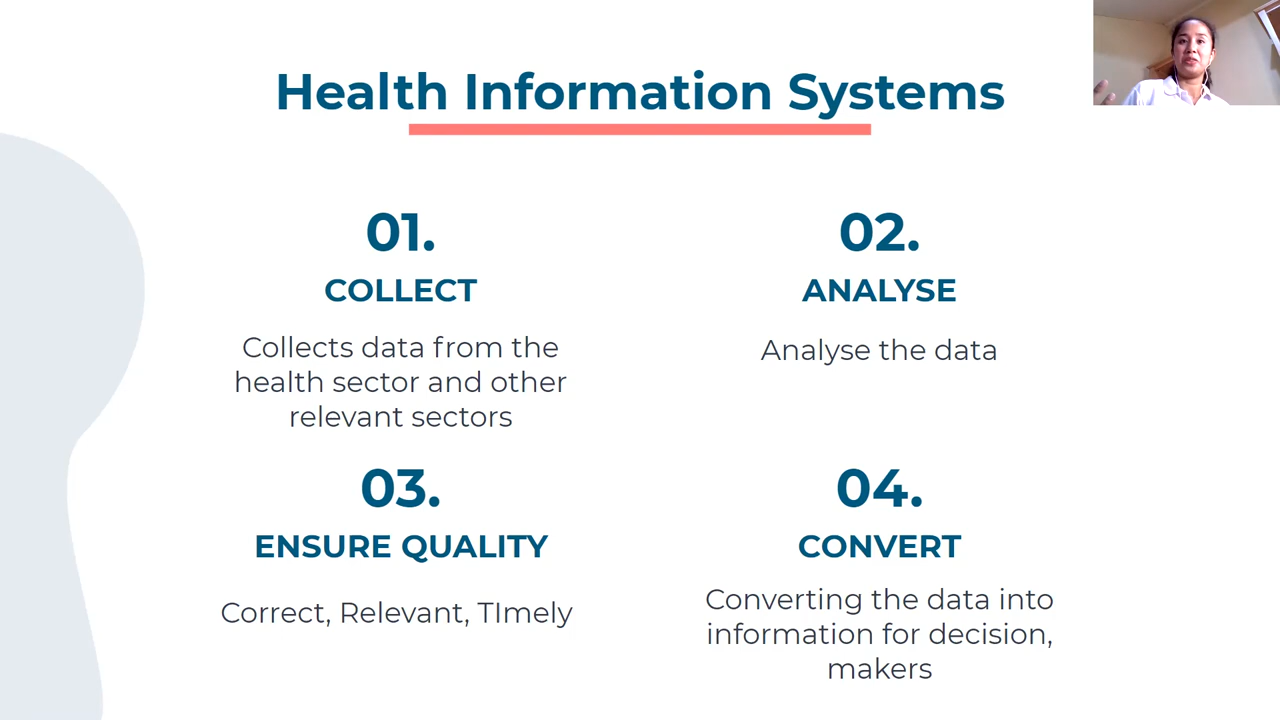 Health Information Systems
01.
COLLECT
Collects data from the
health sector and other
relevant sectors
02.
ANALYSE
Analyse the data
03.
ENSURE QUALITY
Correct, Relevant, TImely
04.
CONVERT
Converting the data into
information for decision,
makers